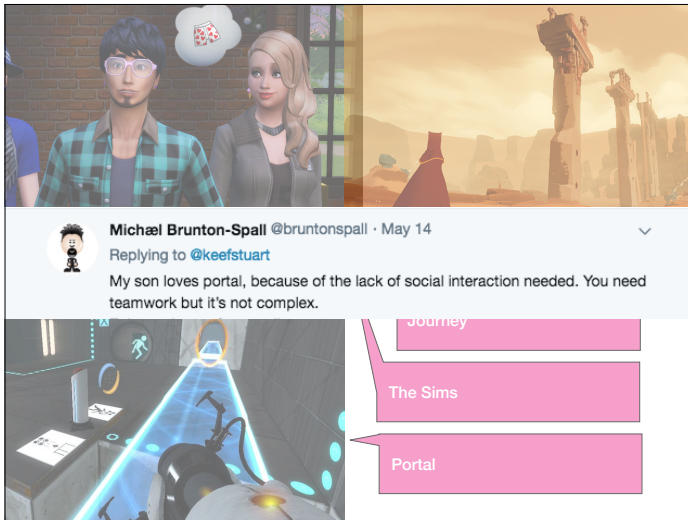 Michæl Brunton-Spall @bruntonspall · May 14
Replying to @keefstuart
My son loves portal, because of the lack of social interaction needed. You need
teamwork but it's not complex.
Journey
The Sims
Portal